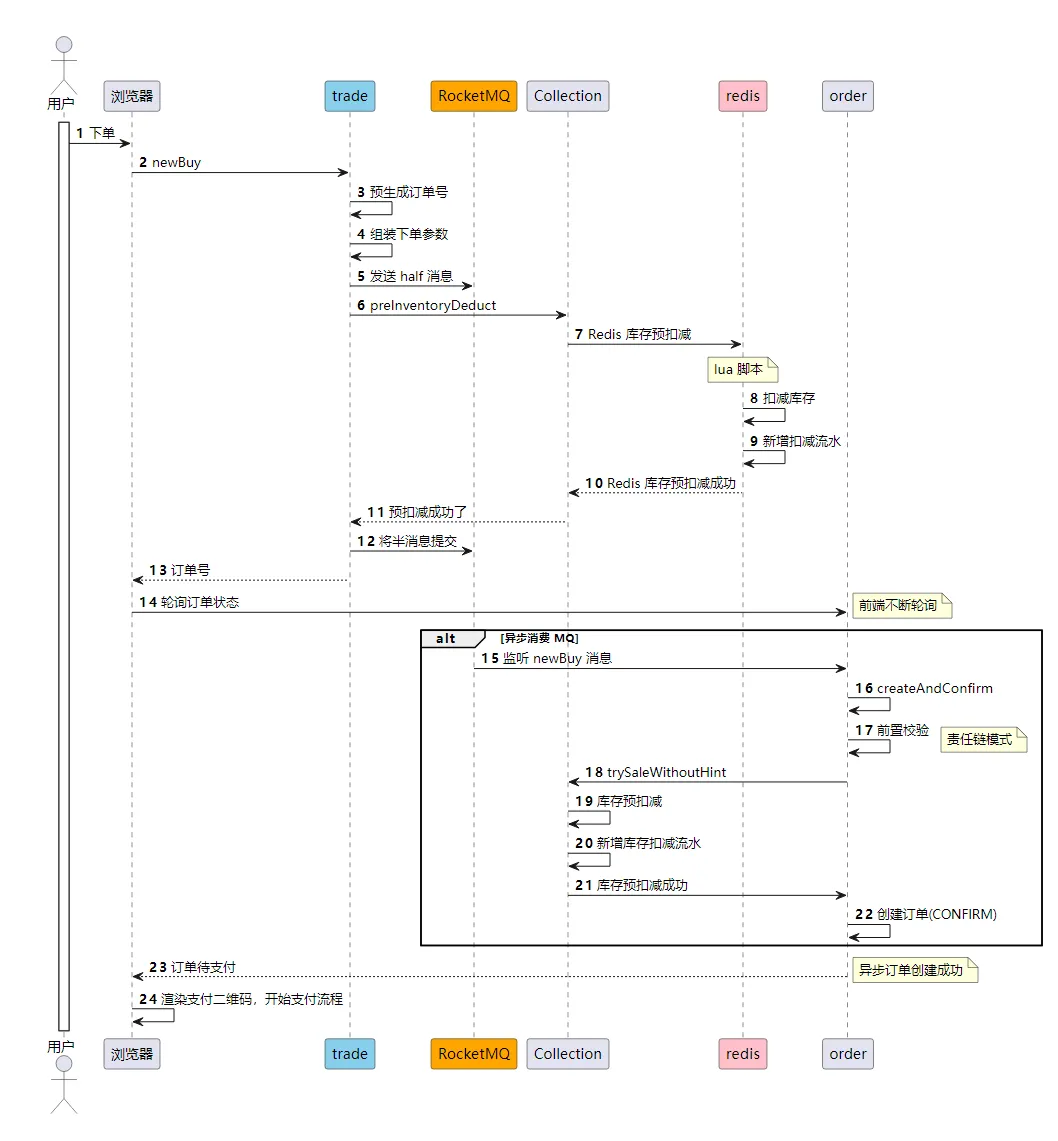 用户
浏览器
trade
RocketMQ
Collection
redis
order
1 下单
2 newBuy
3 预生成订单号
4 组装下单参数
5 发送 half 消息
6 preInventoryDeduct
7 Redis 库存预扣减
lua 脚本
8 扣减库存
9 新增扣减流水
10 Redis 库存预扣减成功
11 预扣减成功了
12 将半消息提交
13 订单号
14 轮询订单状态
前端不断轮询
alt [异步消费 MQ]
15 监听 newBuy 消息
16 createAndConfirm
17 前置校验
责任链模式
18 trySaleWithoutHint
19 库存预扣减
20 新增库存扣减流水
21 库存预扣减成功
22 创建订单(CONFIRM)
23 订单待支付
异步订单创建成功
24 渲染支付二维码，开始支付流程
用户
浏览器
trade
RocketMQ
Collection
redis
order